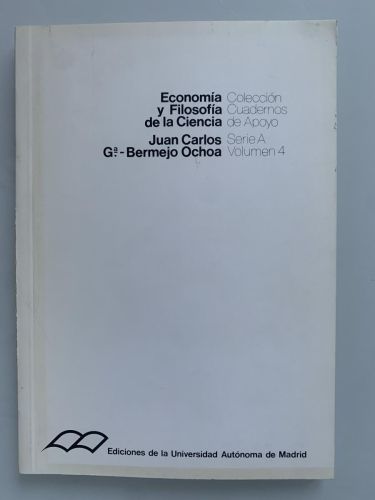 Economía Colección
y Filosofía Cuadernos
de la Ciencia de Apoyo
Juan Carlos Serie A
G.ª-Bermejo Ochoa Volumen 4
Ediciones de la Universidad Autónoma de Madrid